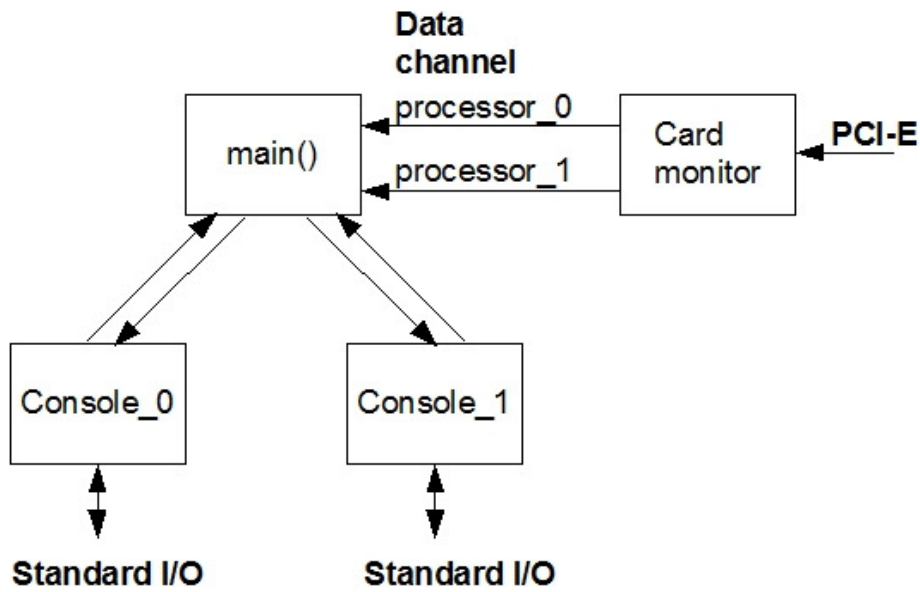 Data
channel
processor_0
main()
processor_1
Card
monitor
PCI-E
Console_0
Console_1
Standard I/O
Standard I/O